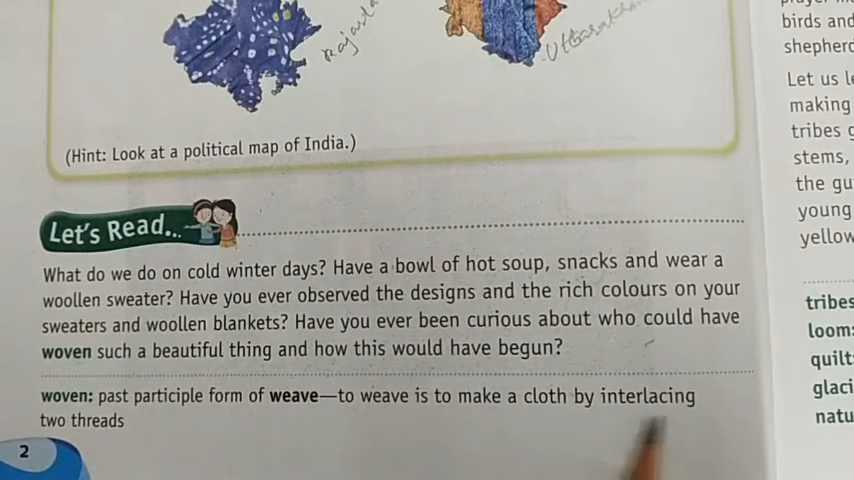 Rajasta
Uttarakhan
(Hint: Look at a political map of India.)
Let's Read...
What do we do on cold winter days? Have a bowl of hot soup, snacks and wear a
woollen sweater? Have you ever observed the designs and the rich colours on your
sweaters and woollen blankets? Have you ever been curious about who could have
woven such a beautiful thing and how this would have begun?
woven: past participle form of weave—to weave is to make a cloth by interlacing
two threads
2
birds and
shepherd
Let us le
making
tribes g
stems,
the gu
young
yellow
tribes
loom:
quilt
glaci
natu